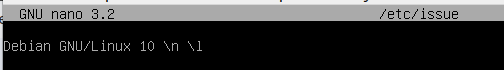 GNU nano 3.2 /etc/issue
Debian GNU/Linux 10 \n \l